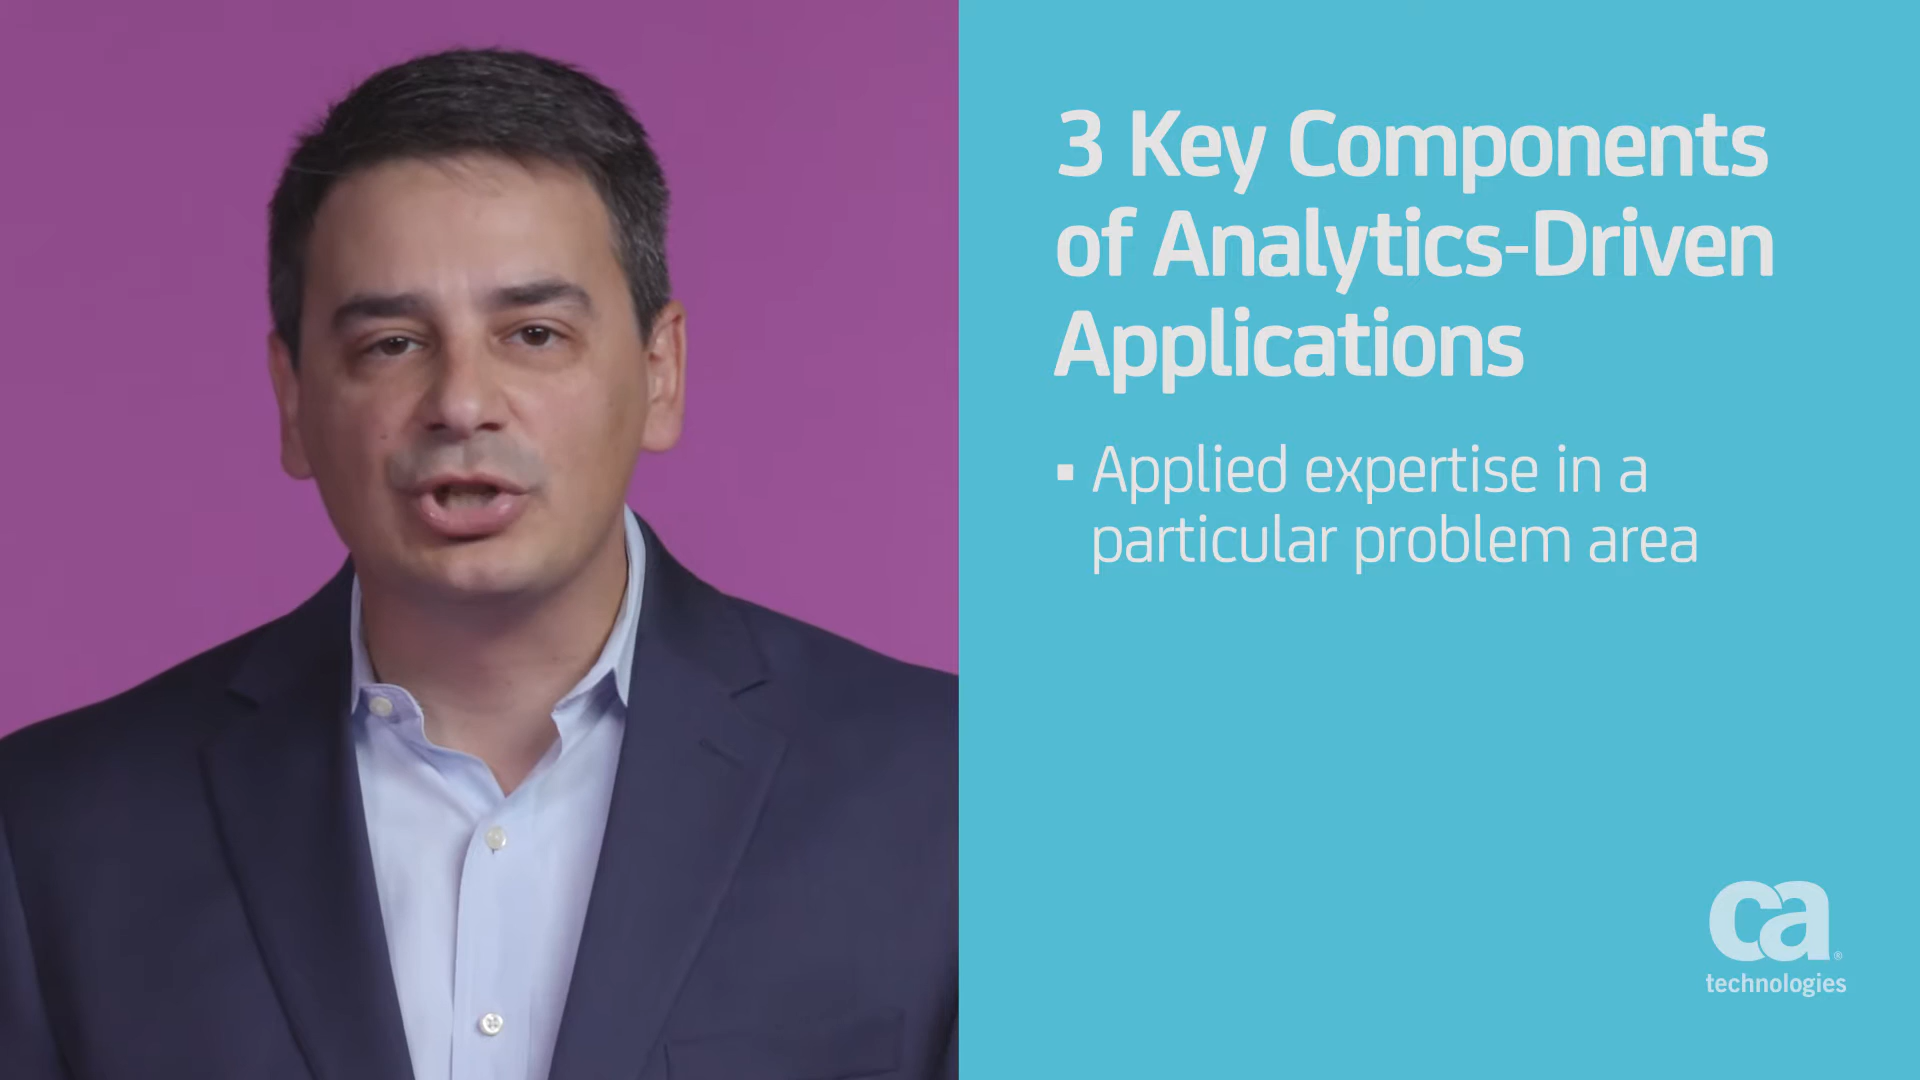 3 Key Components
of Analytics-Driven
Applications
▪ Applied expertise in a
particular problem area
ca®
technologies